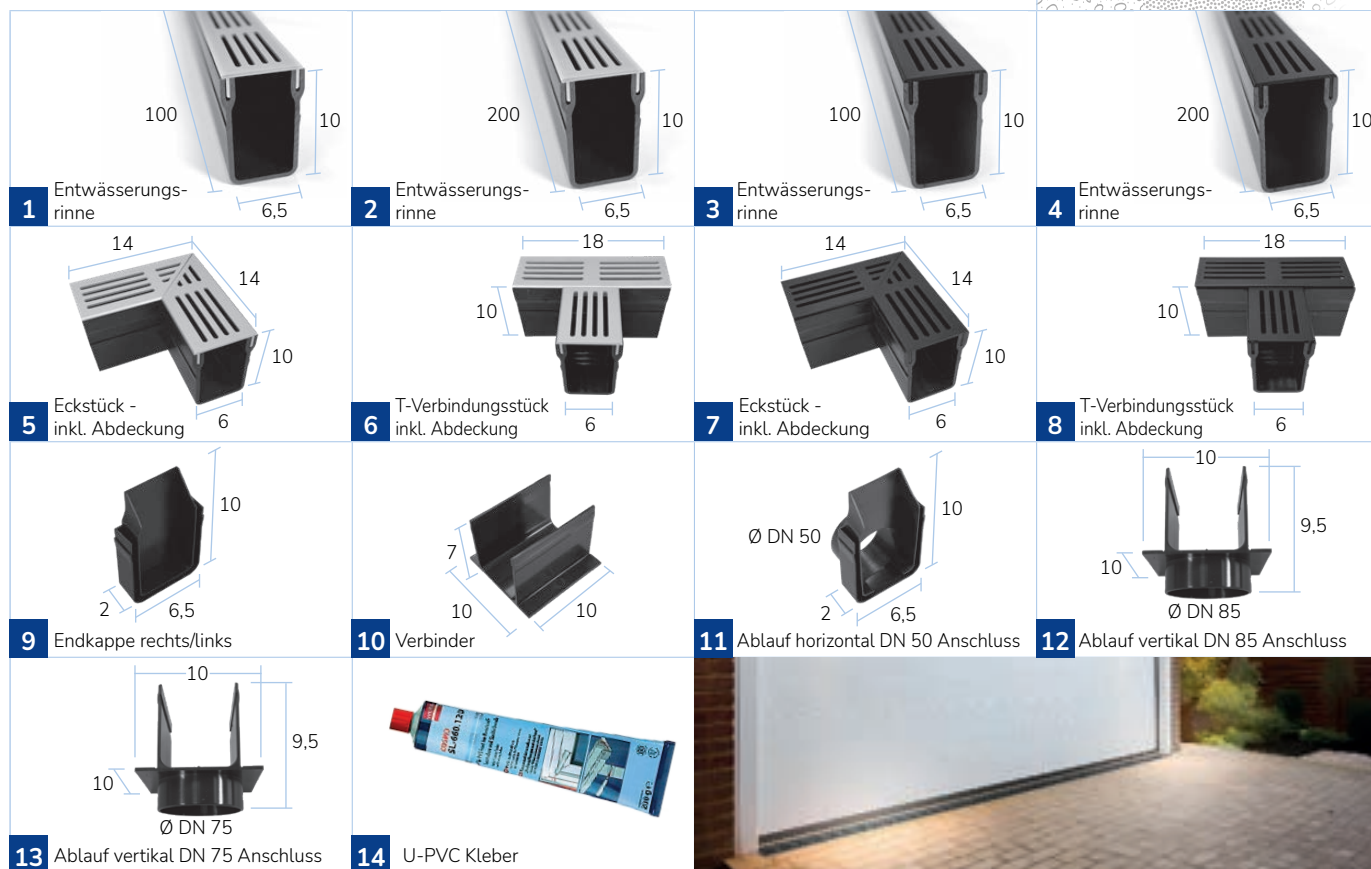 100
10
6,5
1
Entwässerungs-
rinne
200
10
6,5
2
Entwässerungs-
rinne
100
10
6,5
3
Entwässerungs-
rinne
200
10
6,5
4
Entwässerungs-
rinne
14
14
10
6
5
Eckstück -
inkl. Abdeckung
18
10
6
6
T-Verbindungsstück
inkl. Abdeckung
14
14
10
6
7
Eckstück -
inkl. Abdeckung
18
10
6
8
T-Verbindungsstück
inkl. Abdeckung
10
2
6,5
9
Endkappe rechts/links
7
10
10
10
Verbinder
Ø DN 50
10
2
6,5
11
Ablauf horizontal DN 50 Anschluss
10
9,5
10
Ø DN 85
12
Ablauf vertikal DN 85 Anschluss
10
9,5
10
Ø DN 75
13
Ablauf vertikal DN 75 Anschluss
SL-660.120
14
U-PVC Kleber